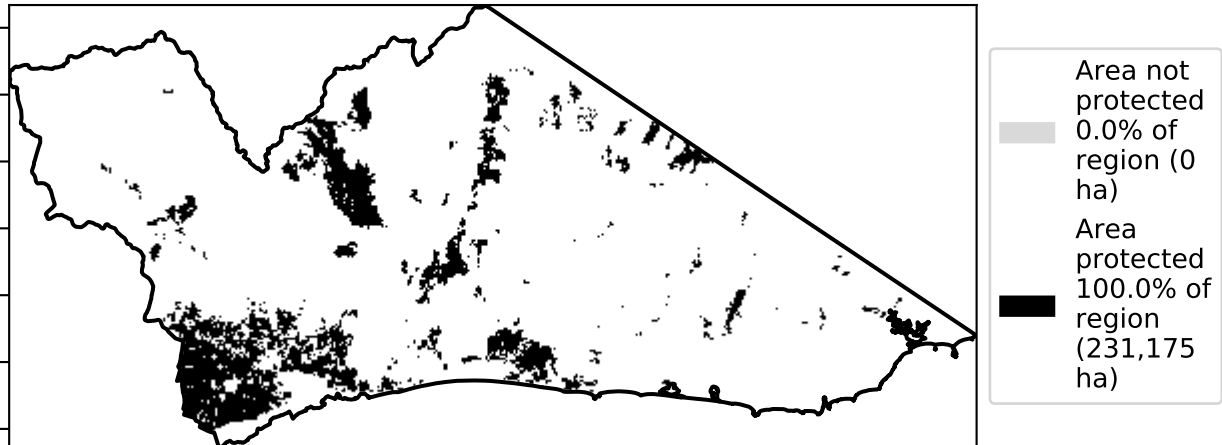 Area not
protected
0.0% of
region (0
ha)
Area
protected
100.0% of
region
(231,175
ha)